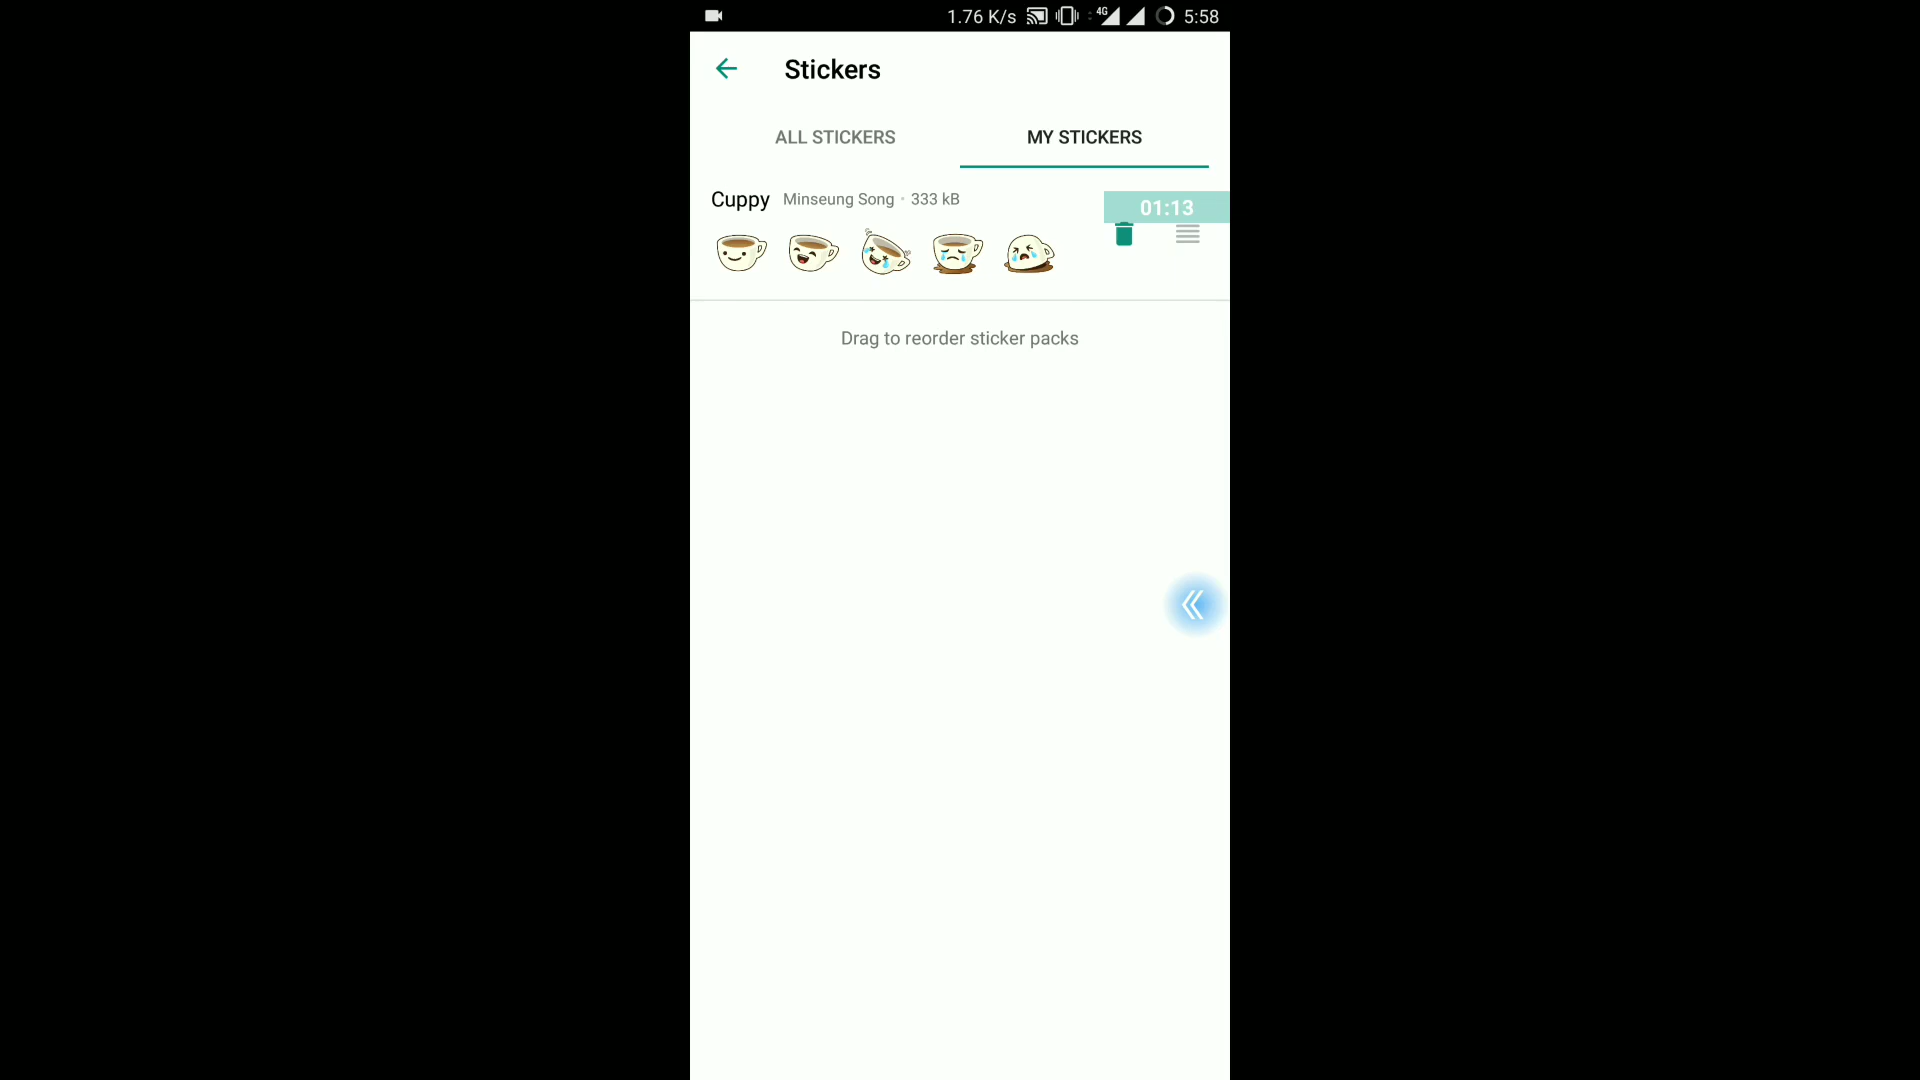 1.76 K/s 4G 5:58
Stickers
ALL STICKERS MY STICKERS
Cuppy Minseung Song • 333 kB
01:13
Drag to reorder sticker packs